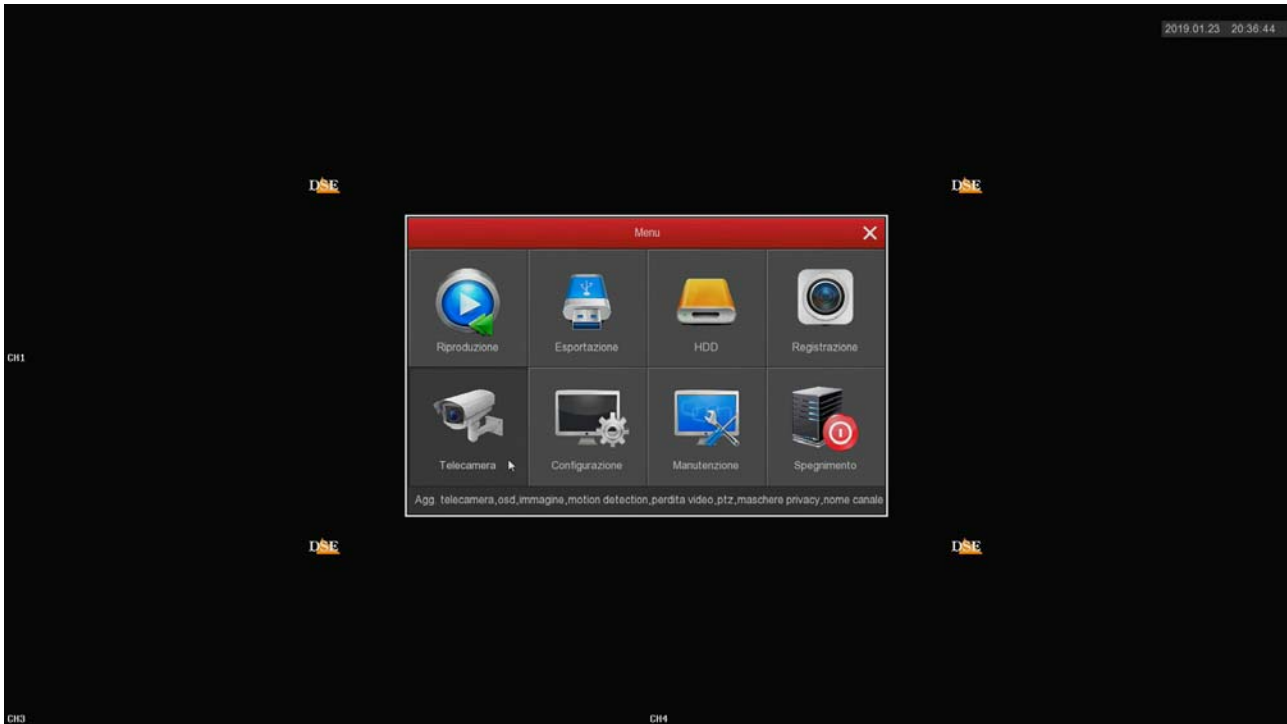 2019.01.23 20:36:44
DSE DSE
Menu
Riproduzione Esportazione HDD Registrazione
CH1
Telecamera Configurazione Manutenzione Spegnimento
Agg. telecamera,osd,immagine,motion detection,perdita video,ptz,maschere privacy,nome canale
DSE DSE
CH3 CH4